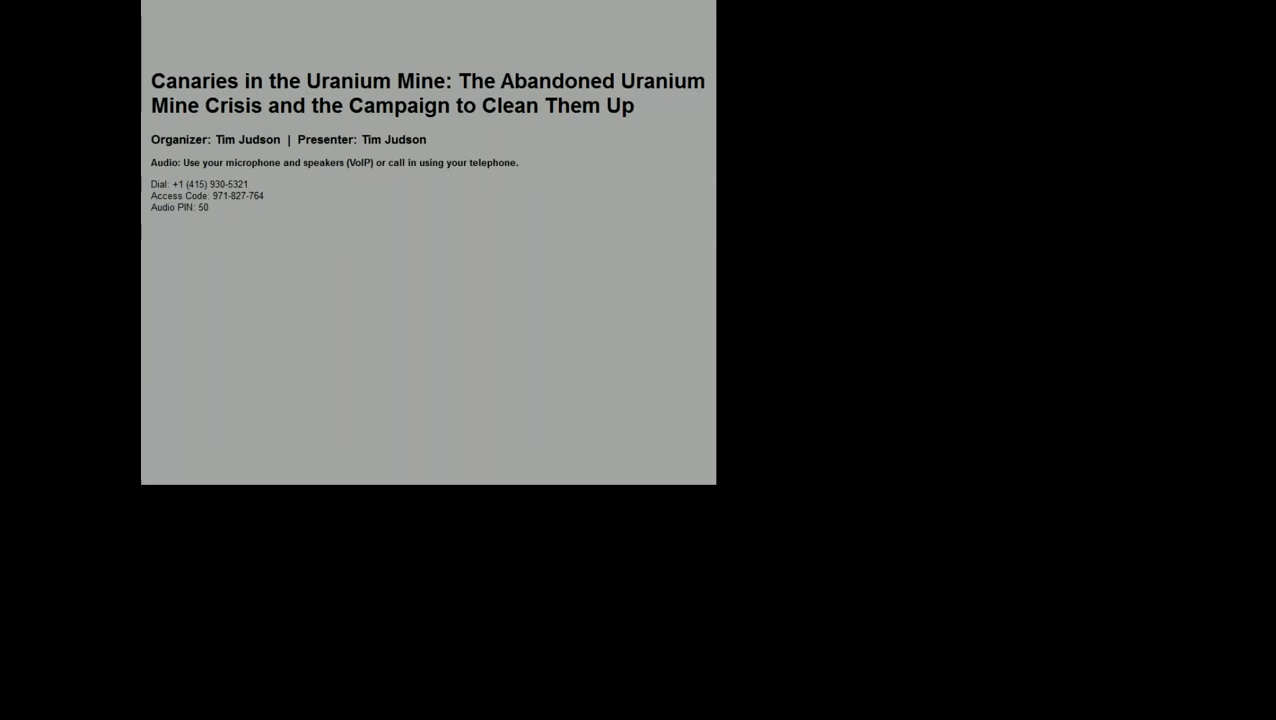 Canaries in the Uranium Mine: The Abandoned Uranium
Mine Crisis and the Campaign to Clean Them Up
Organizer: Tim Judson | Presenter: Tim Judson
Audio: Use your microphone and speakers (VoIP) or call in using your telephone.
Dial: +1 (415) 930-5321
Access Code: 971-827-764
Audio PIN: 50